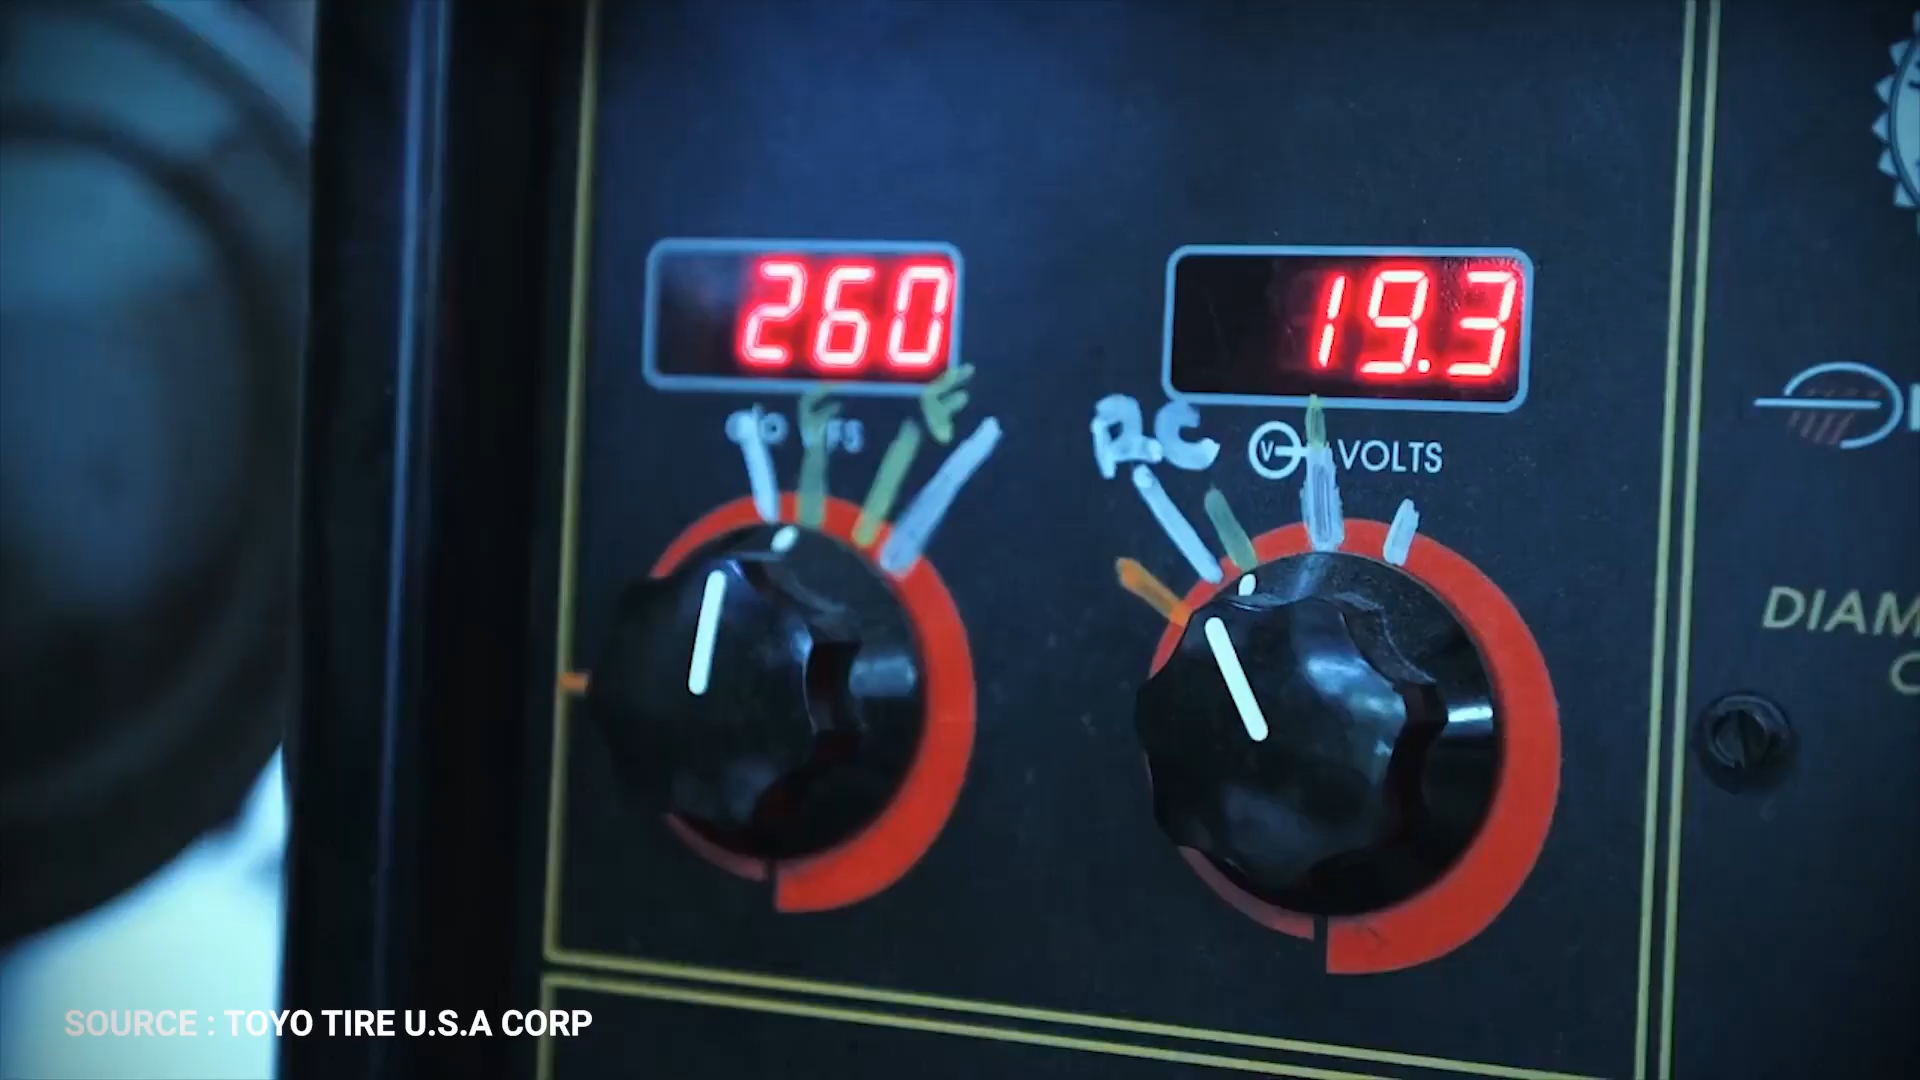 260
19.3
R.C
F
F
V
VOLTS
DIAM
C
SOURCE : TOYO TIRE U.S.A CORP